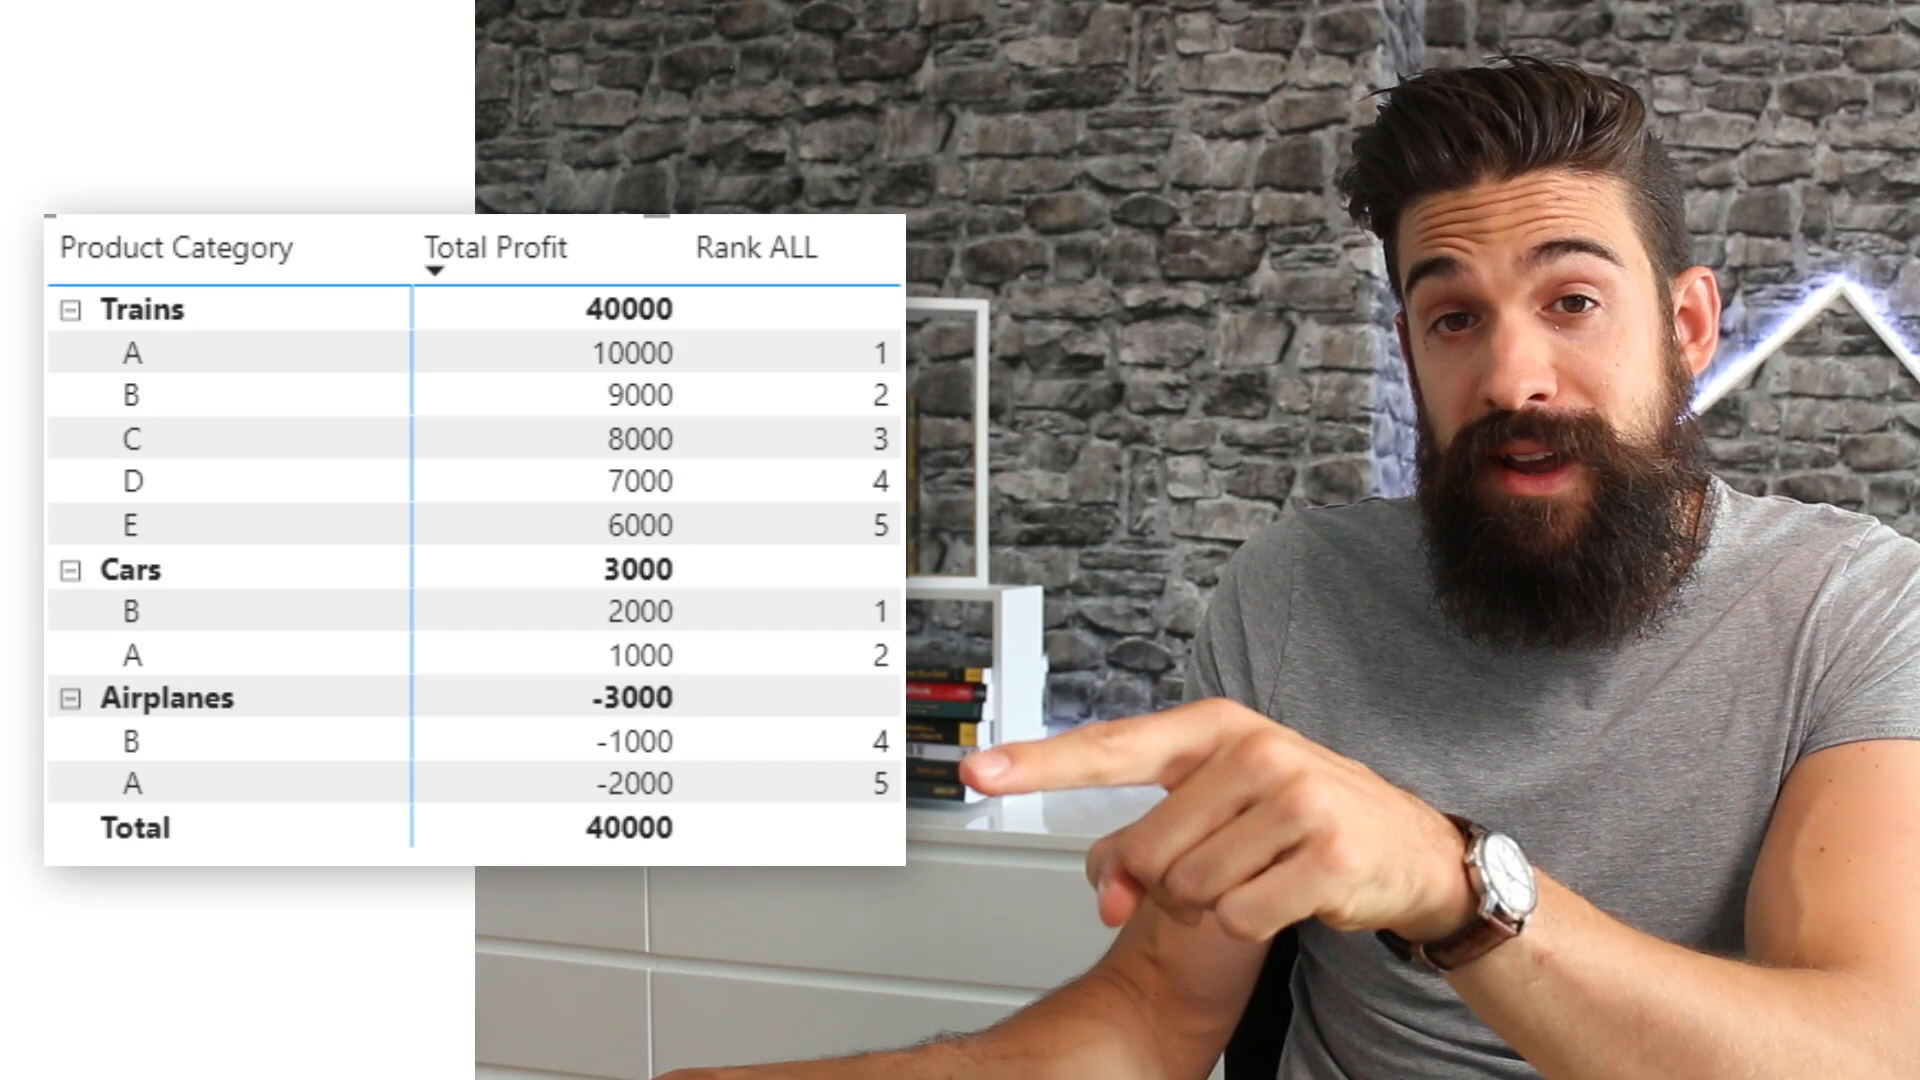 Product Category Total Profit Rank ALL
Trains 40000
A 10000 1
B 9000 2
C 8000 3
D 7000 4
E 6000 5
Cars 3000
B 2000 1
A 1000 2
Airplanes -3000
B -1000 4
A -2000 5
Total 40000